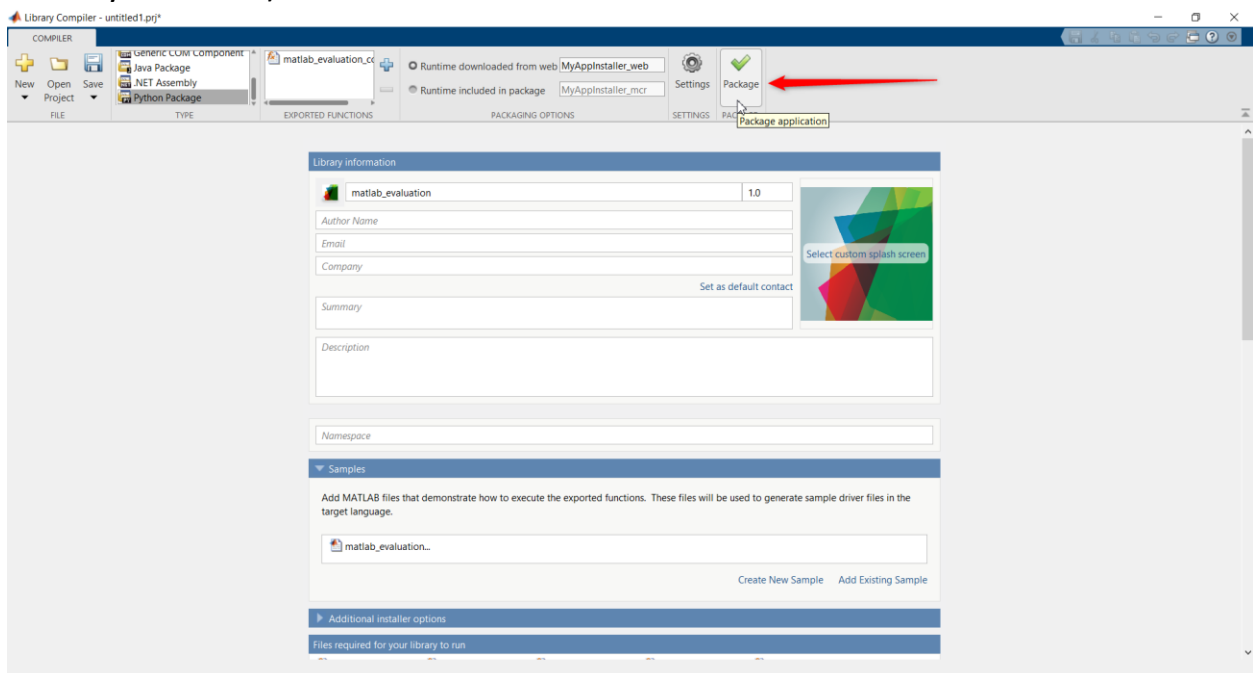 Library Compiler - untitled1.prj*
COMPILER
New
Open Project
Save
FILE
Generic COM Component
Java Package
.NET Assembly
Python Package
TYPE
matlab_evaluation_co
EXPORTED FUNCTIONS
Runtime downloaded from web MyAppInstaller_web
Runtime included in package MyAppInstaller_mcr
PACKAGING OPTIONS
Settings
SETTINGS
Package
Package application
Library information
matlab_evaluation 1.0
Author Name
Email
Company
Set as default contact
Select custom splash screen
Summary
Description
Namespace
Samples
Add MATLAB files that demonstrate how to execute the exported functions. These files will be used to generate sample driver files in the
target language.
matlab_evaluation...
Create New Sample Add Existing Sample
Additional installer options
Files required for your library to run